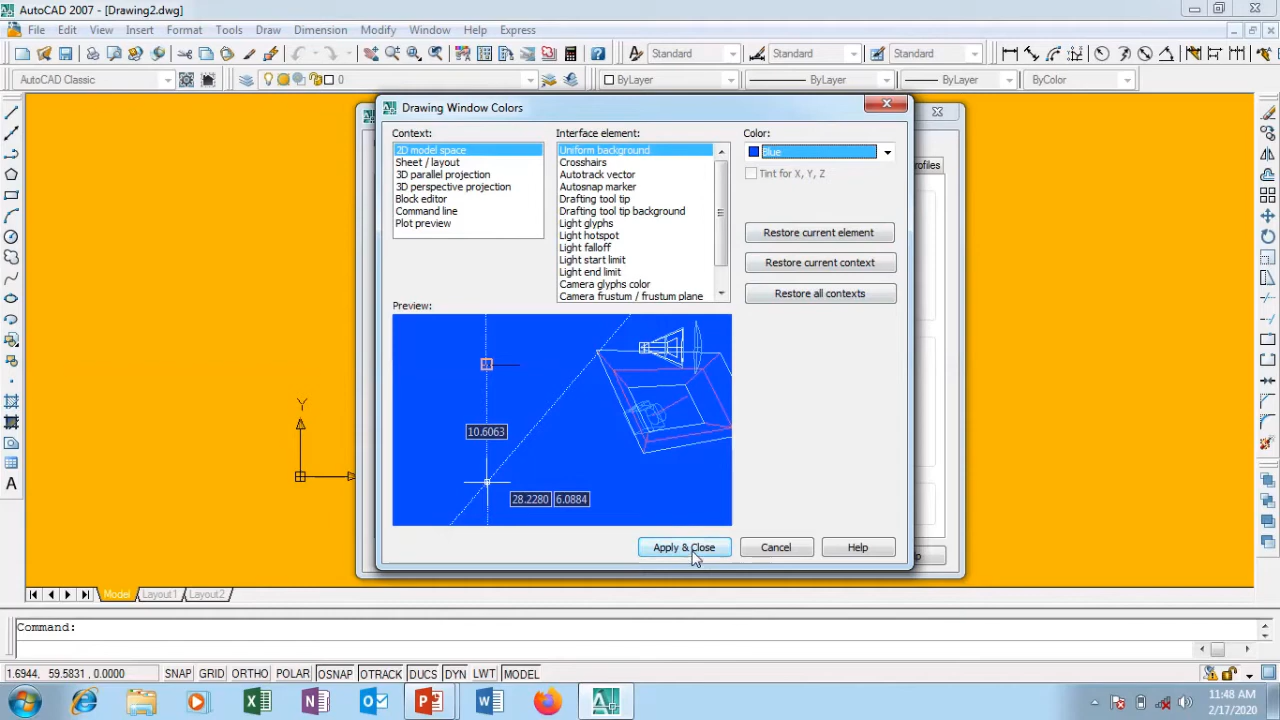 AutoCAD 2007 - [Drawing2.dwg]
File Edit View Insert Format Tools Draw Dimension Modify Window Help Express
Standard Standard Standard
AutoCAD Classic 0 ByLayer ByLayer ByLayer ByColor
Drawing Window Colors
Context: Interface element: Color:
2D model space Uniform background Blue
Sheet / layout Crosshairs
3D parallel projection Autotrack vector Tint for X, Y, Z
3D perspective projection Autosnap marker
Block editor Drafting tool tip
Command line Drafting tool tip background
Plot preview Light glyphs
Light hotspot
Light falloff
Light start limit
Light end limit
Camera glyphs color
Camera frustum / frustum plane
Restore current element
Restore current context
Restore all contexts
Preview:
10.6063
28.2280 6.0884
Y
Apply & Close Cancel Help
Model Layout1 Layout2
Command:
1.6944, 59.5831, 0.0000 SNAP GRID ORTHO POLAR OSNAP OTRACK DUCS DYN LWT MODEL
11:48 AM
2/17/2020